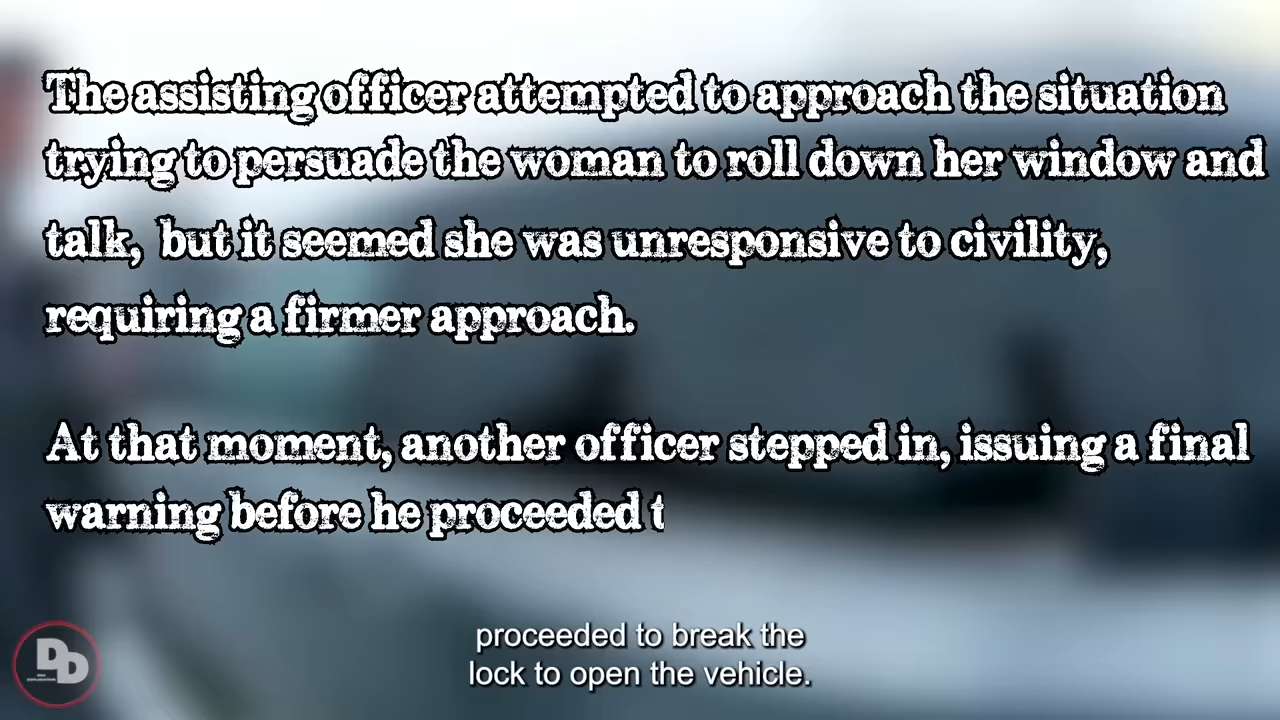 The assisting officer attempted to approach the situation
trying to persuade the woman to roll down her window and
talk, but it seemed she was unresponsive to civility,
requiring a firmer approach.
At that moment, another officer stepped in, issuing a final
warning before he proceeded t
proceeded to break the
lock to open the vehicle.
DD